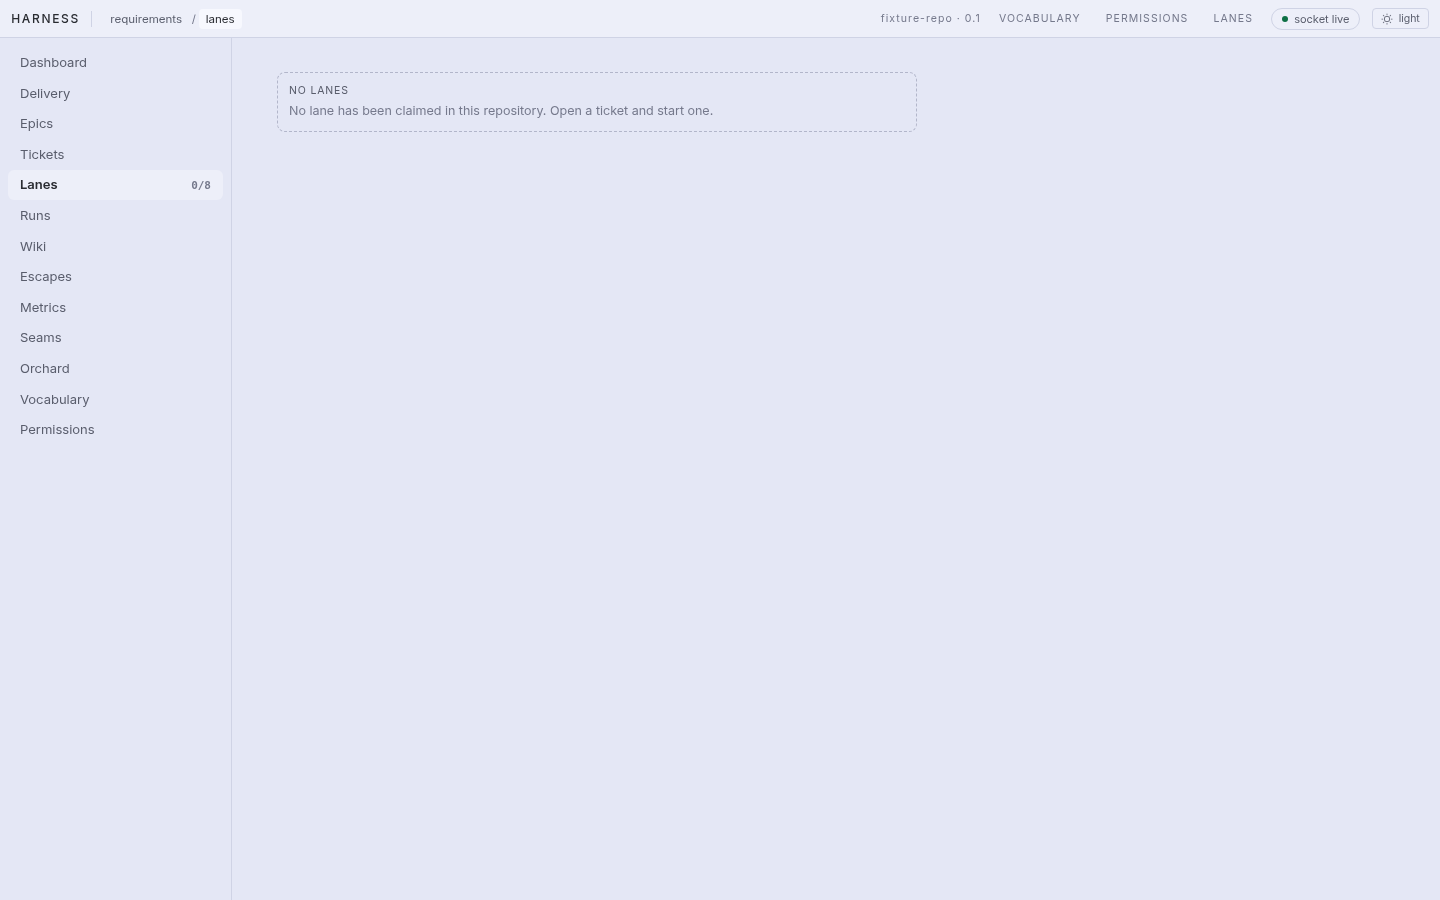 HARNESS
requirements / lanes
fixture-repo · 0.1
VOCABULARY
PERMISSIONS
LANES
socket live
light
Dashboard
Delivery
Epics
Tickets
Lanes 0/8
Runs
Wiki
Escapes
Metrics
Seams
Orchard
Vocabulary
Permissions
NO LANES
No lane has been claimed in this repository. Open a ticket and start one.